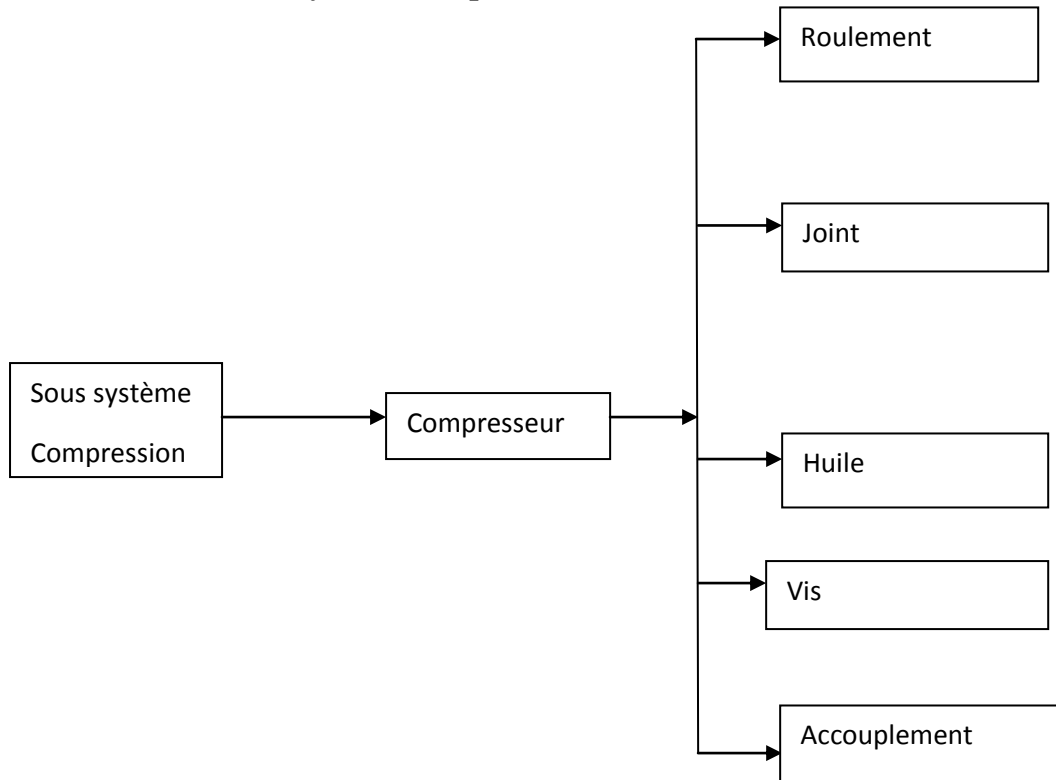 Roulement
Joint
Sous système
Compression
Compresseur
Huile
Vis
Accouplement